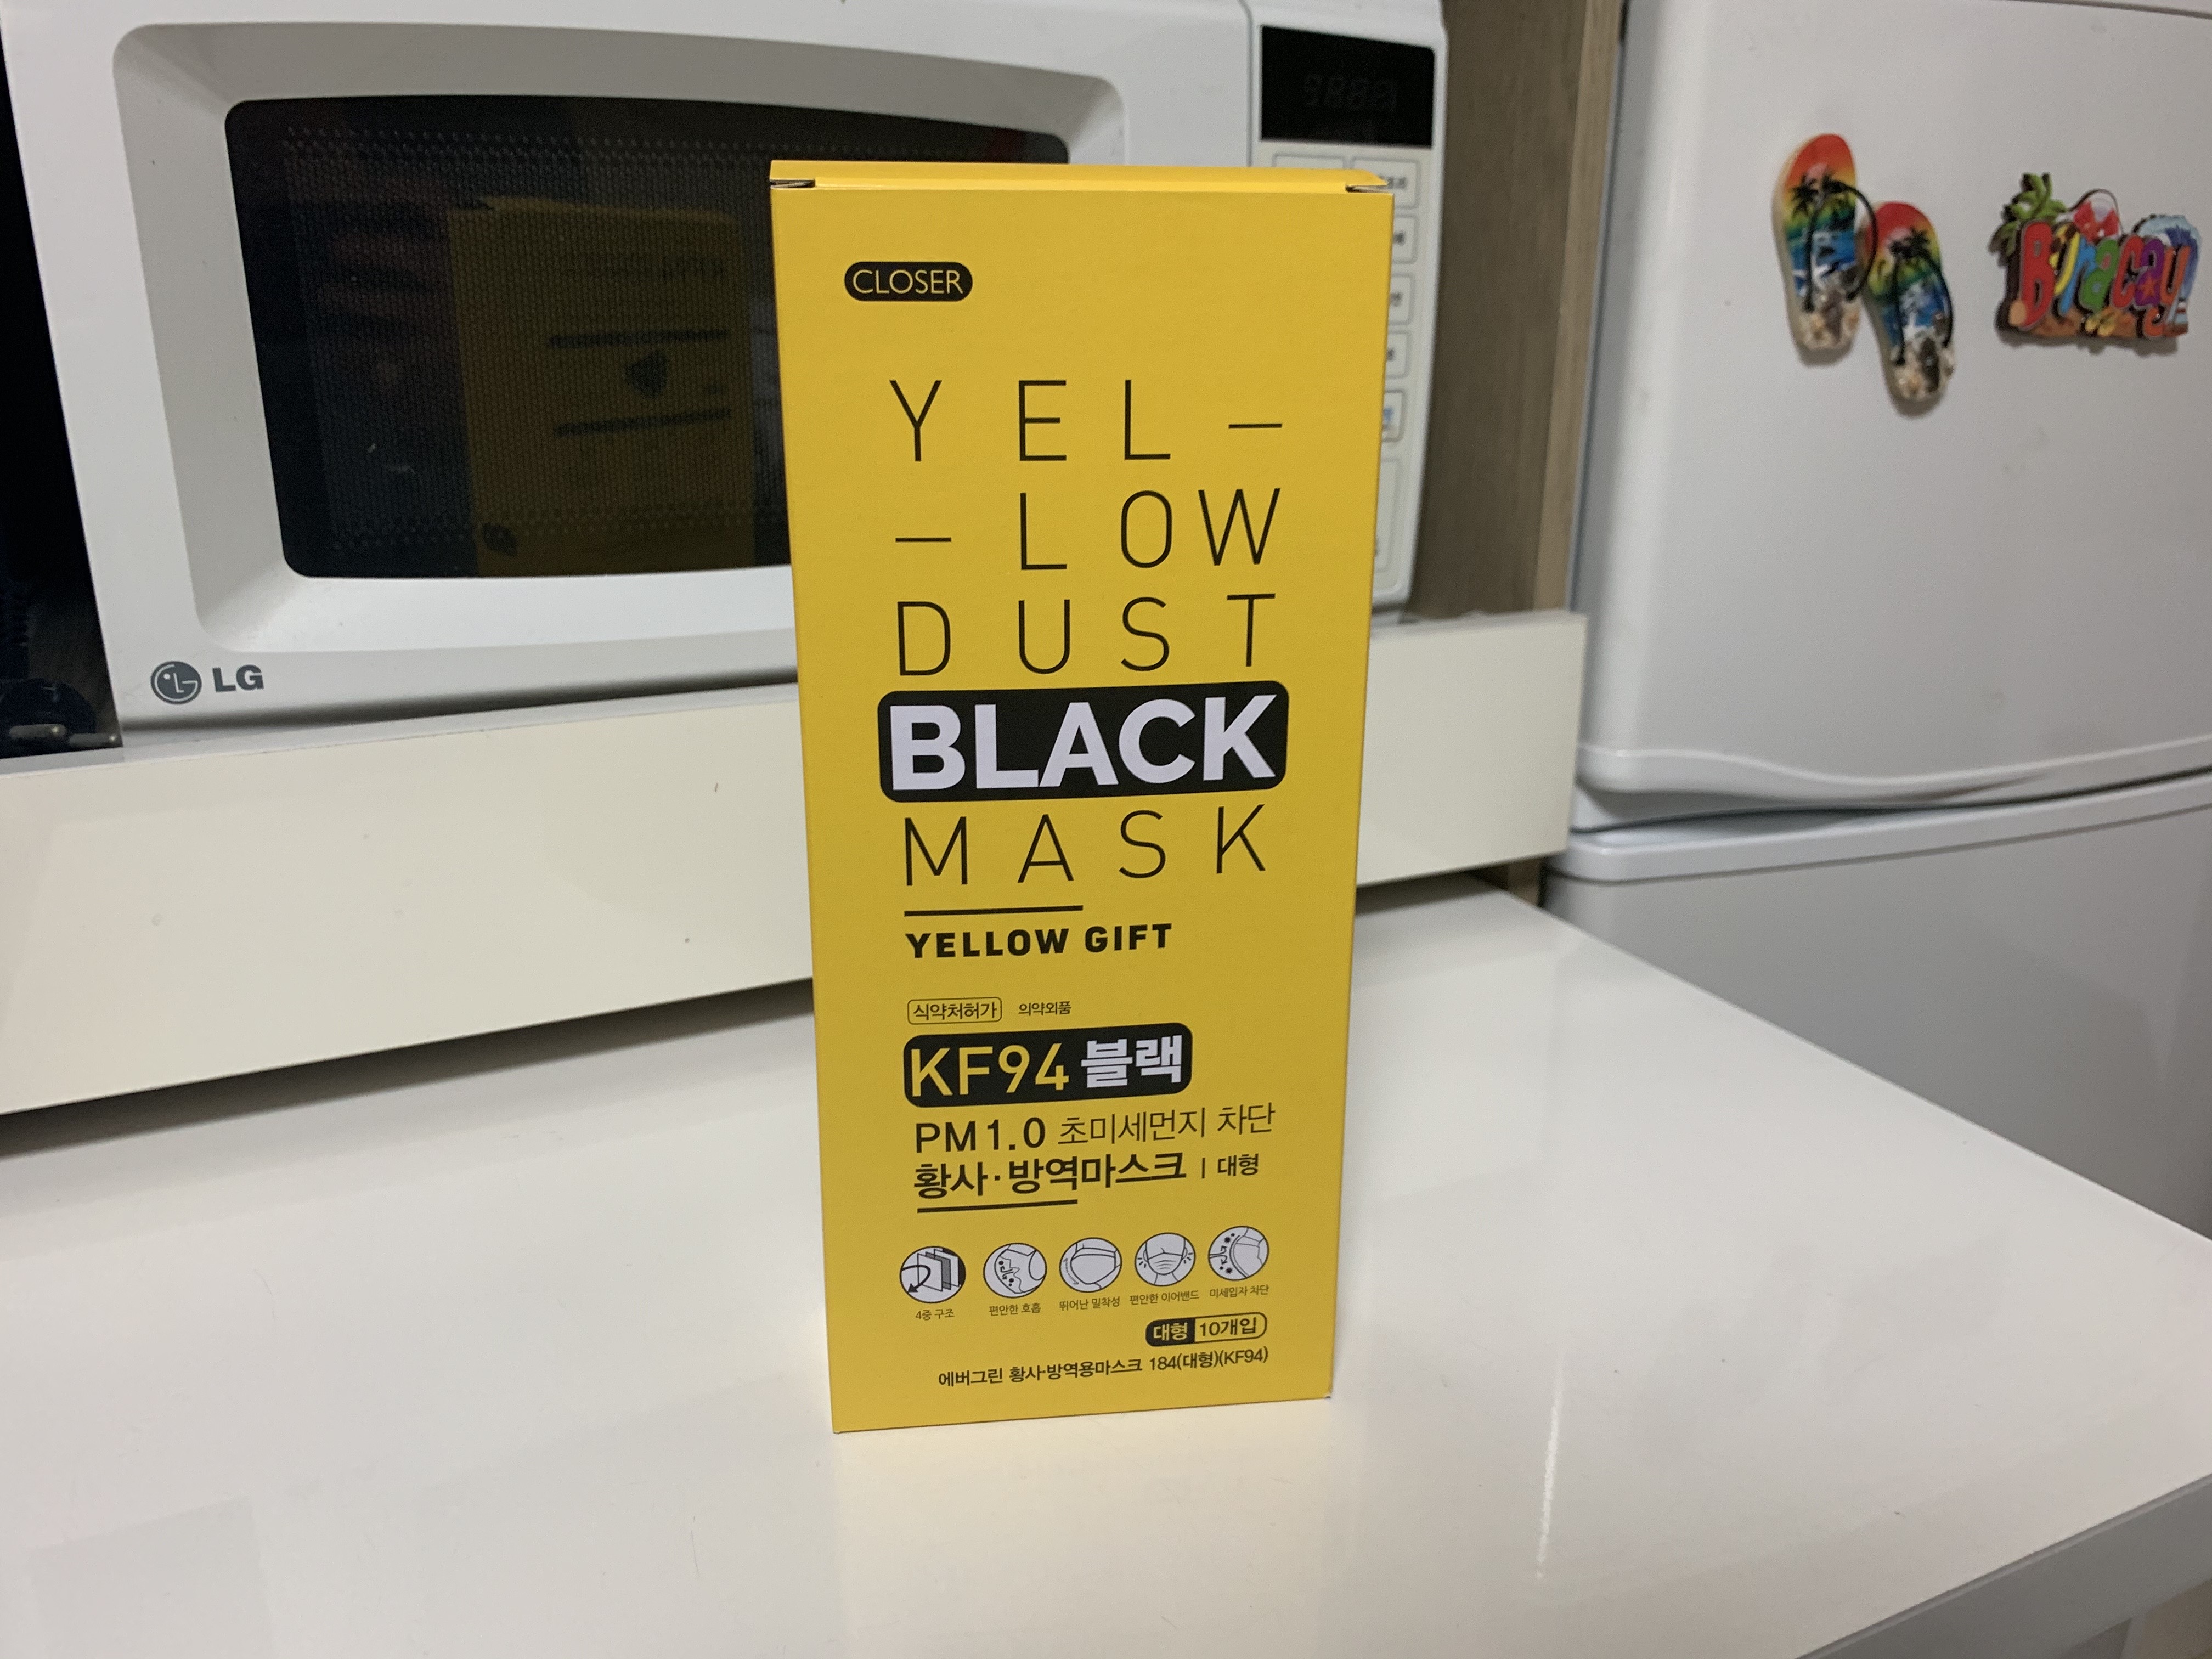 CLOSER
YEL-
-LOW
DUST
BLACK
MASK
YELLOW GIFT
식약처허가 의약외품
KF94 블랙
PM1.0 초미세먼지 차단
황사·방역마스크 | 대형
4중 구조 편안한 호흡 뛰어난 밀착성 편안한 이어밴드 미세입자 차단
대형 10개입
에버그린 황사·방역용마스크 184(대형)(KF94)
LG
Boracay